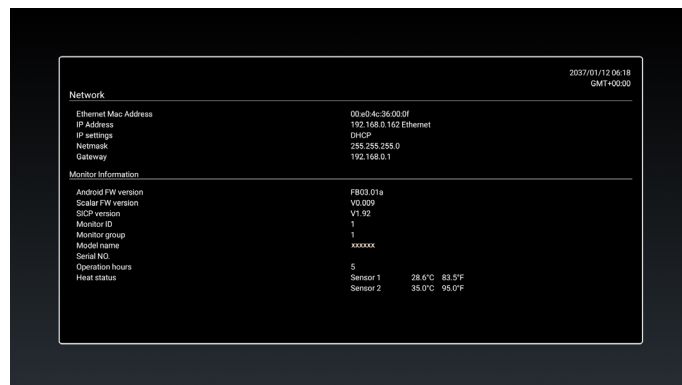 2037/01/12 06:18
GMT+00:00
Network
Ethernet Mac Address 00:e0:4c:36:00:0f
IP Address 192.168.0.162 Ethernet
IP settings DHCP
Netmask 255.255.255.0
Gateway 192.168.0.1
Monitor Information
Android FW version FB03.01a
Scalar FW version V0.009
SICP version V1.92
Monitor ID 1
Monitor group 1
Model name xxxxxx
Serial NO.
Operation hours 5
Heat status Sensor 1 28.6°C 83.5°F
Sensor 2 35.0°C 95.0°F